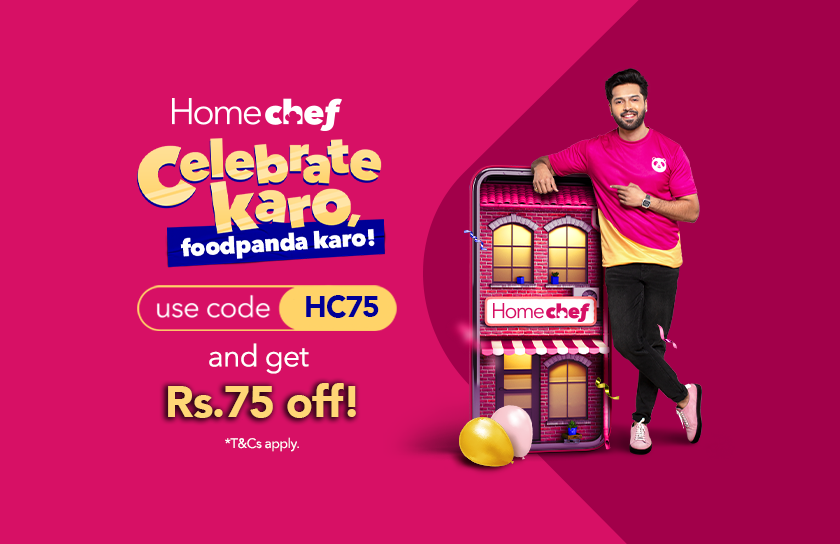 Home chef
Celebrate
karo,
foodpanda karo!
use code HC75
and get
Rs.75 off!
*T&Cs apply.
Home chef